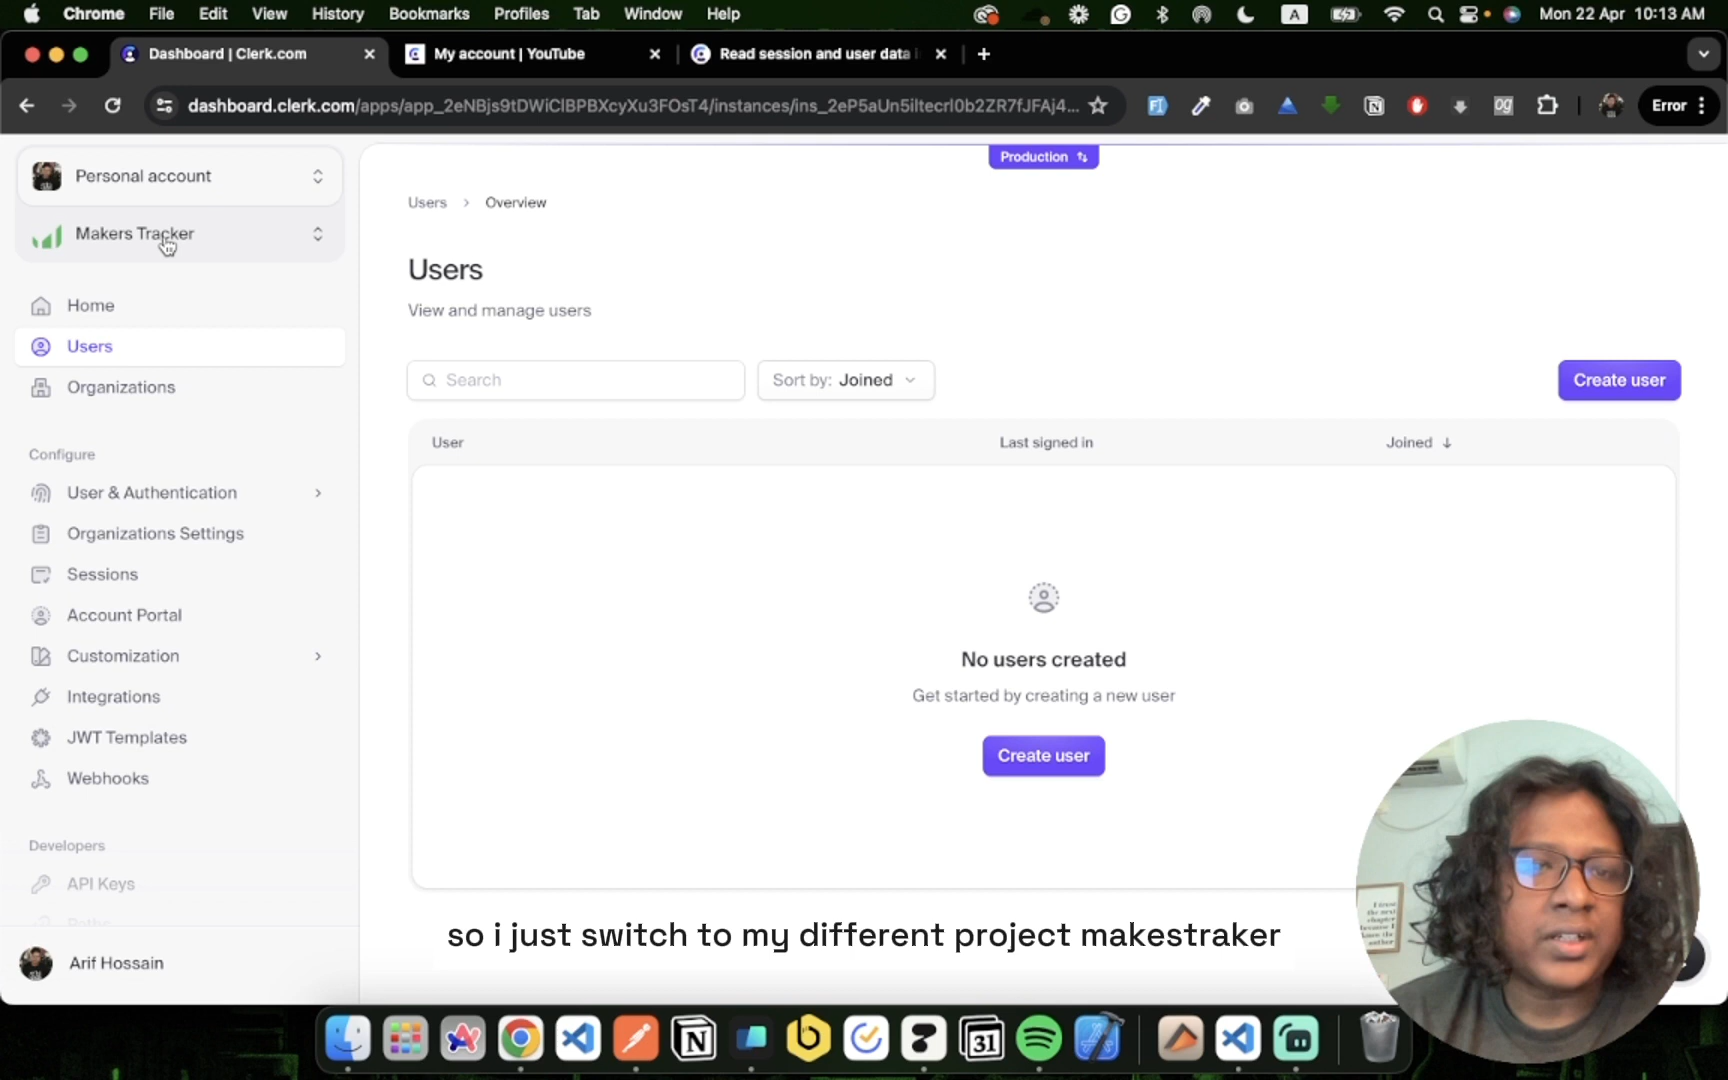 Chrome File Edit View History Bookmarks Profiles Tab Window Help A Mon 22 Apr 10:13 AM
Dashboard | Clerk.com
My account | YouTube
Read session and user data i
dashboard.clerk.com/apps/app_2eNBjs9tDWiClBPBXcyXu3FOsT4/instances/ins_2eP5aUn5iltecrl0b2ZR7fJFAj4...
Error
Personal account
Makers Tracker
Home
Users
Organizations
Configure
User & Authentication
Organizations Settings
Sessions
Account Portal
Customization
Integrations
JWT Templates
Webhooks
Developers
API Keys
Paths
Arif Hossain
Production
Users > Overview
Users
View and manage users
Search
Sort by: Joined
Create user
User
Last signed in
Joined
No users created
Get started by creating a new user
Create user
so i just switch to my different project makestraker
31